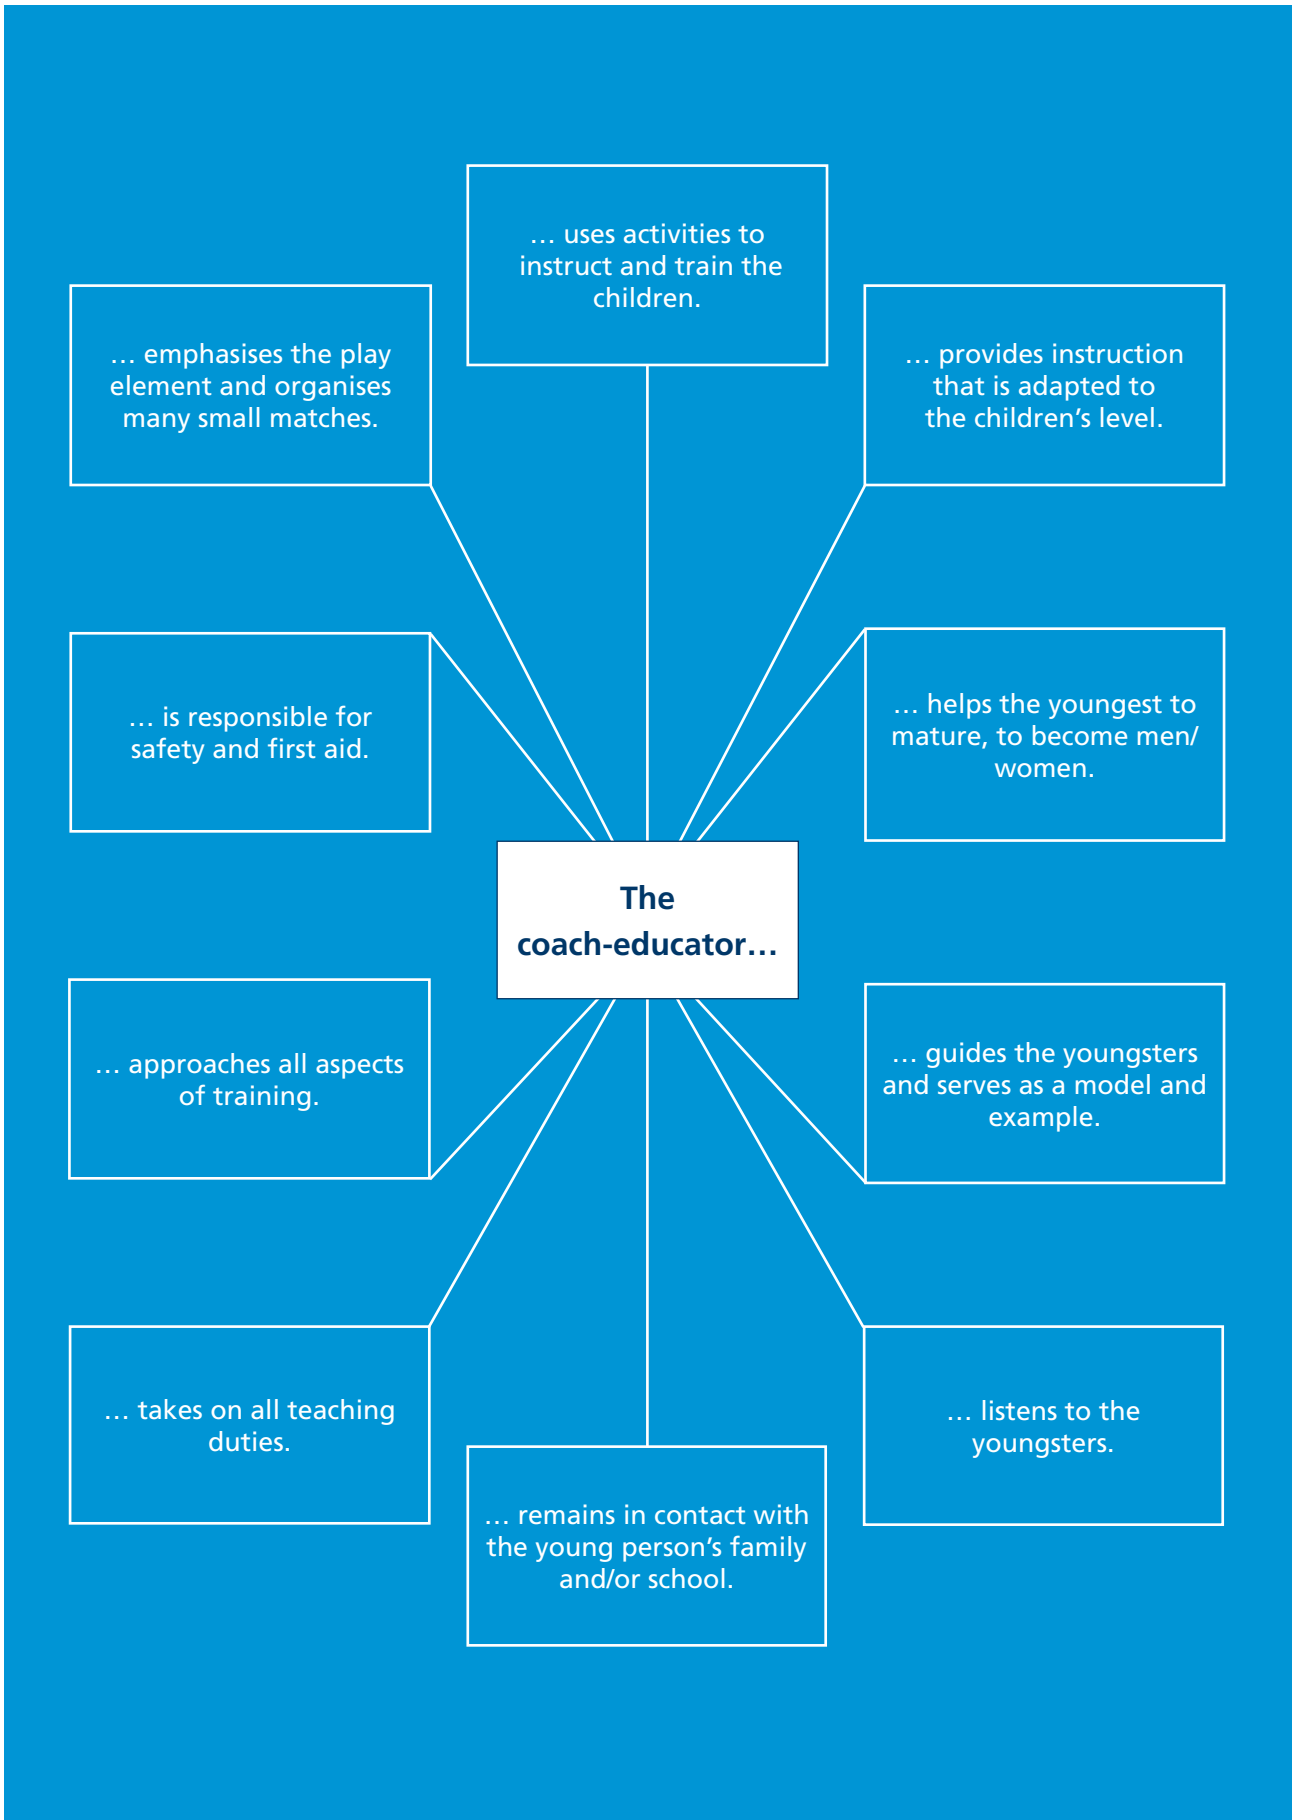 … uses activities to
instruct and train the
children.
… emphasises the play
element and organises
many small matches.
… provides instruction
that is adapted to
the children’s level.
… is responsible for
safety and first aid.
… helps the youngest to
mature, to become men/
women.
The
coach-educator…
… approaches all aspects
of training.
… guides the youngsters
and serves as a model and
example.
… takes on all teaching
duties.
… listens to the
youngsters.
… remains in contact with
the young person’s family
and/or school.